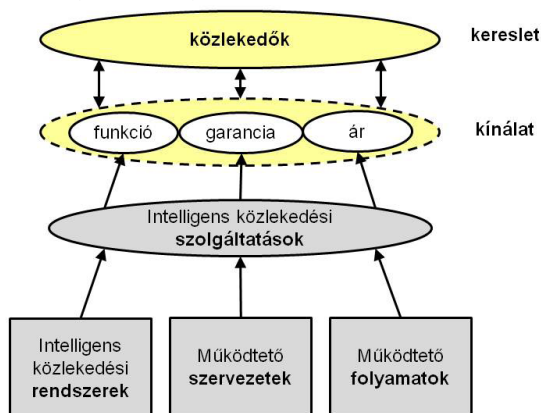 közlekedők
kereslet
funkció
garancia
ár
kínálat
Intelligens közlekedési
szolgáltatások
Intelligens
közlekedési
rendszerek
Működtető
szervezetek
Működtető
folyamatok